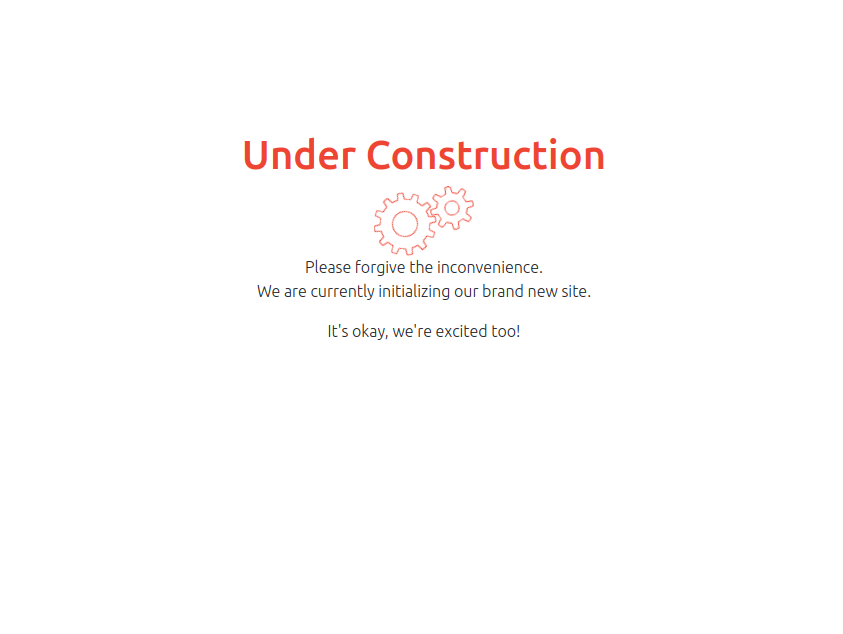 Under Construction
Please forgive the inconvenience.
We are currently initializing our brand new site.
It's okay, we're excited too!